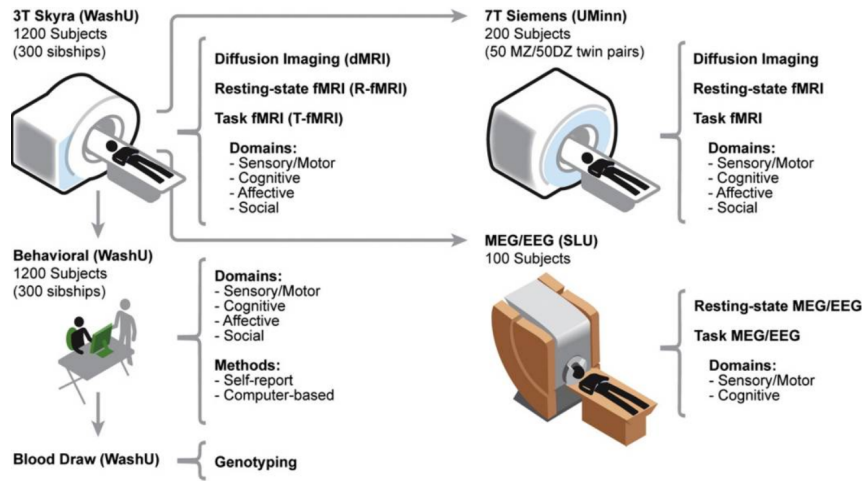 3T Skyra (WashU)
1200 Subjects
(300 sibships)
Diffusion Imaging (dMRI)
Resting-state fMRI (R-fMRI)
Task fMRI (T-fMRI)
Domains:
- Sensory/Motor
- Cognitive
- Affective
- Social
7T Siemens (UMinn)
200 Subjects
(50 MZ/50DZ twin pairs)
Diffusion Imaging
Resting-state fMRI
Task fMRI
Domains:
- Sensory/Motor
- Cognitive
- Affective
- Social
Behavioral (WashU)
1200 Subjects
(300 sibships)
Domains:
- Sensory/Motor
- Cognitive
- Affective
- Social
Methods:
- Self-report
- Computer-based
MEG/EEG (SLU)
100 Subjects
Resting-state MEG/EEG
Task MEG/EEG
Domains:
- Sensory/Motor
- Cognitive
Blood Draw (WashU)
Genotyping